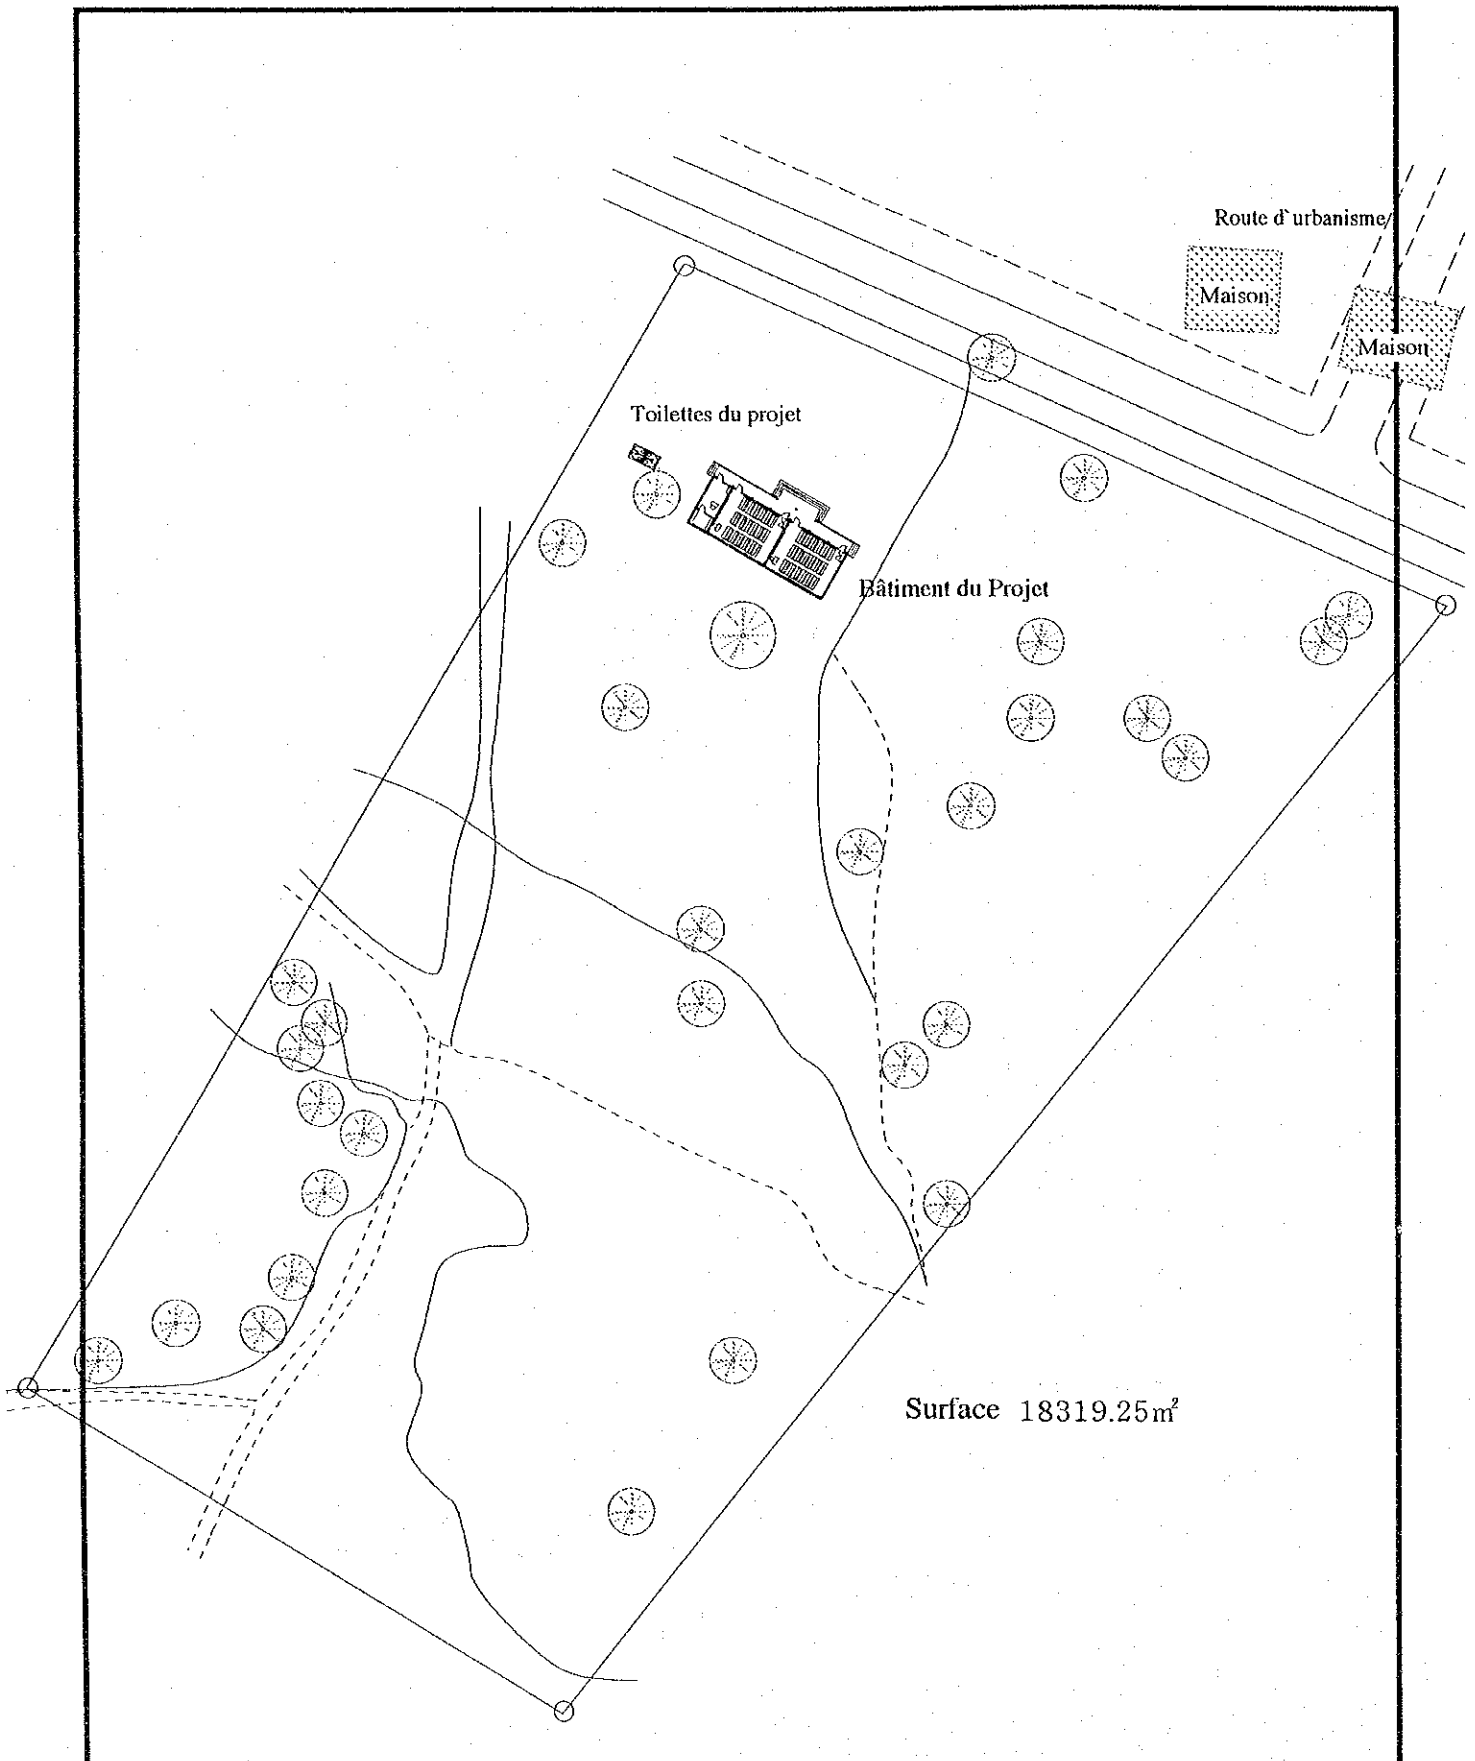 Route d`urbanisme
Maison
Maison
Toilettes du projet
Bâtiment du Projet
Surface 18319.25㎡